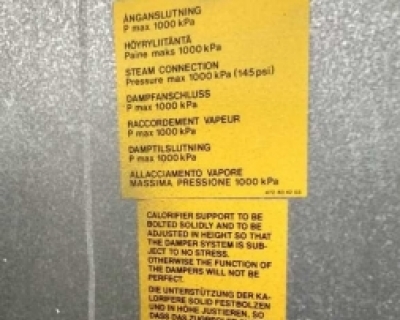 ÅNGANSLUTNING
P max 1000 kPa
HÖYRYLIITÄNTÄ
Paine maks 1000 kPa
STEAM CONNECTION
Pressure max 1000 kPa (145 psi)
DAMPFANSCHLUSS
P max 1000 kPa
RACCORDEMENT VAPEUR
P max 1000 kPa
DAMPTILSLUTNING
P max 1000 kPa
ALLACCIAMENTO VAPORE
MASSIMA PRESSIONE 1000 kPa
CALORIFIER SUPPORT TO BE
BOLTED SOLIDLY AND TO BE
ADJUSTED IN HEIGHT SO THAT
THE DAMPER SYSTEM IS SUB-
JECT TO NO STRESS.
OTHERWISE THE FUNCTION OF
THE DAMPERS WILL NOT BE
PERFECT.
DIE UNTERSTÜTZUNG DER KA-
LORIFERE SOLID FESTBOLZEN
UND IN HÖHE JUSTIEREN, SO
DASS DAS